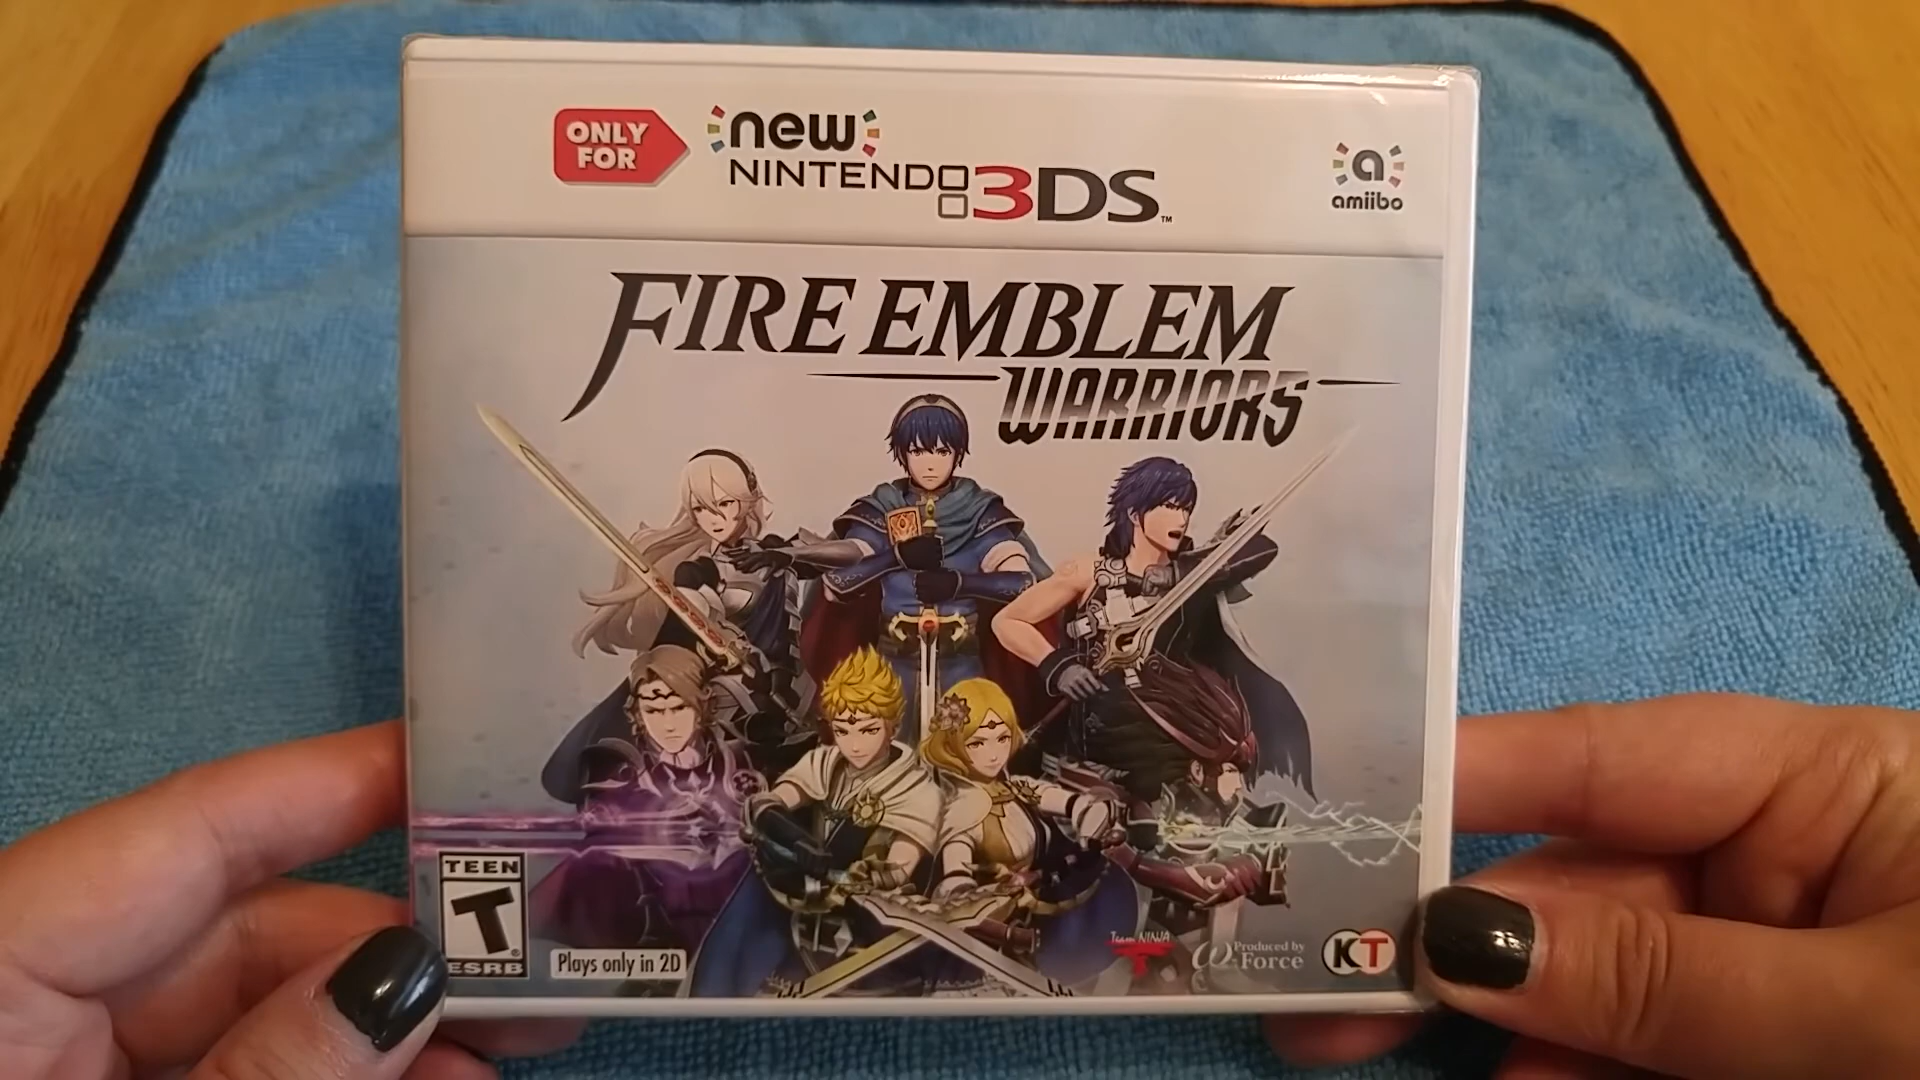 ONLY
FOR
new
NINTENDO 3DS™
a
amiibo
FIRE EMBLEM
WARRIORS
TEEN
T
®
ESRB
Plays only in 2D
Team NINJA
Produced by
ω-Force
KT